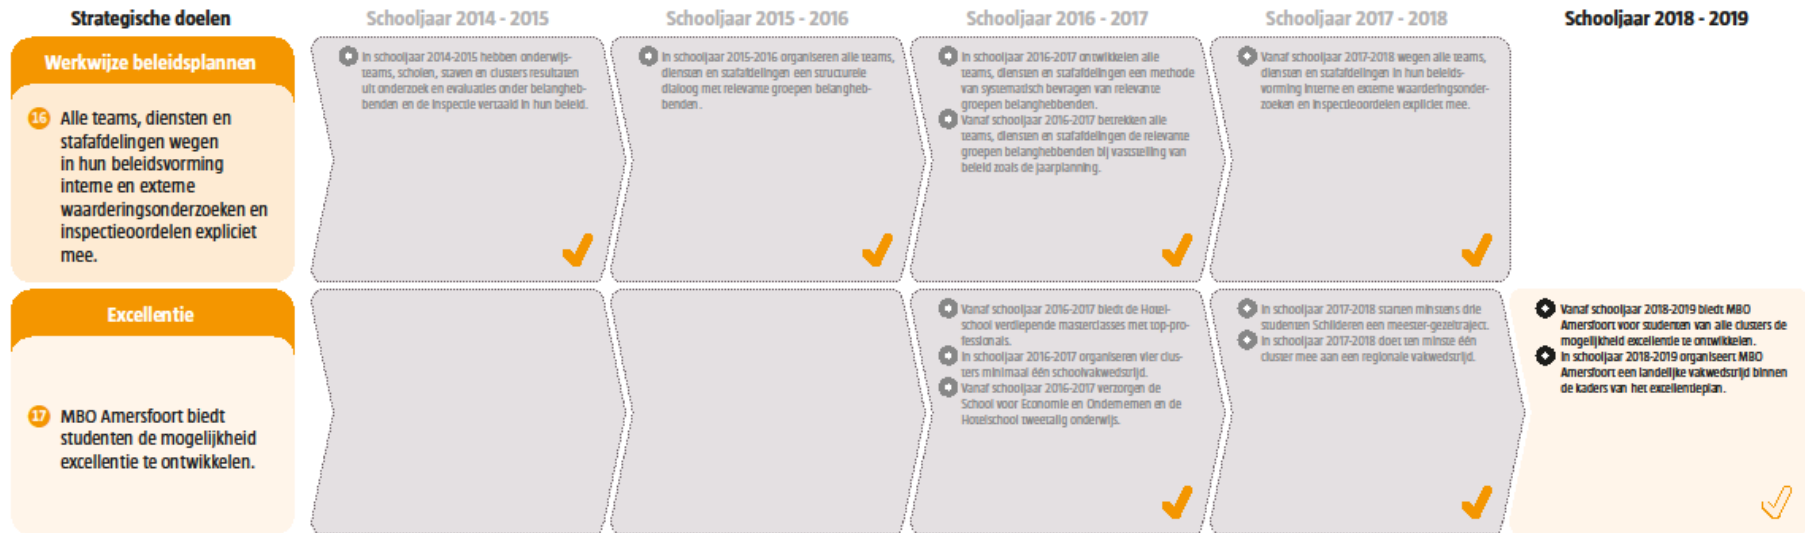 Strategische doelen
Schooljaar 2014 - 2015
Schooljaar 2015 - 2016
Schooljaar 2016 - 2017
Schooljaar 2017 - 2018
Schooljaar 2018 - 2019
Werkwijze beleidsplannen
16 Alle teams, diensten en
stafafdelingen wegen
in hun beleidsvorming
interne en externe
waarderingsonderzoeken en
inspectieoordelen expliciet
mee.
In schooljaar 2014-2015 hebben onderwijs-
teams, scholen, staven en clusters resultaten
uit onderzoek en evaluaties onder belangheb-
benden en de inspectie vertaald in hun beleid.
In schooljaar 2015-2016 organiseren alle teams,
diensten en stafafdelingen een structurele
dialoog met relevante groepen belangheb-
benden.
In schooljaar 2016-2017 ontwikkelen alle
teams, diensten en stafafdelingen een methode
van systematisch bevragen van relevante
groepen belanghebbenden.
Vanaf schooljaar 2016-2017 betrekken alle
teams, diensten en stafafdelingen de relevante
groepen belanghebbenden bij vaststelling van
beleid zoals de jaarplanning.
Vanaf schooljaar 2017-2018 wegen alle teams,
diensten en stafafdelingen in hun beleids-
vorming interne en externe waarderingsonder-
zoeken en inspectieoordelen expliciet mee.
Excellentie
17 MBO Amersfoort biedt
studenten de mogelijkheid
excellentie te ontwikkelen.
Vanaf schooljaar 2016-2017 biedt de Hotel-
school verdiepende masterclasses met top-pro-
fessionals.
In schooljaar 2016-2017 organiseren vier clus-
ters minimaal één schoolvakwedstrijd.
Vanaf schooljaar 2016-2017 verzorgen de
School voor Economie en Ondernemen en de
Hotelschool tweetalig onderwijs.
In schooljaar 2017-2018 starten minstens drie
studenten Schilderen een meester-gezeltraject.
In schooljaar 2017-2018 doet ten minste één
cluster mee aan een regionale vakwedstrijd.
Vanaf schooljaar 2018-2019 biedt MBO
Amersfoort voor studenten van alle clusters de
mogelijkheid excellentie te ontwikkelen.
In schooljaar 2018-2019 organiseert MBO
Amersfoort een landelijke vakwedstrijd binnen
de kaders van het excellentieplan.